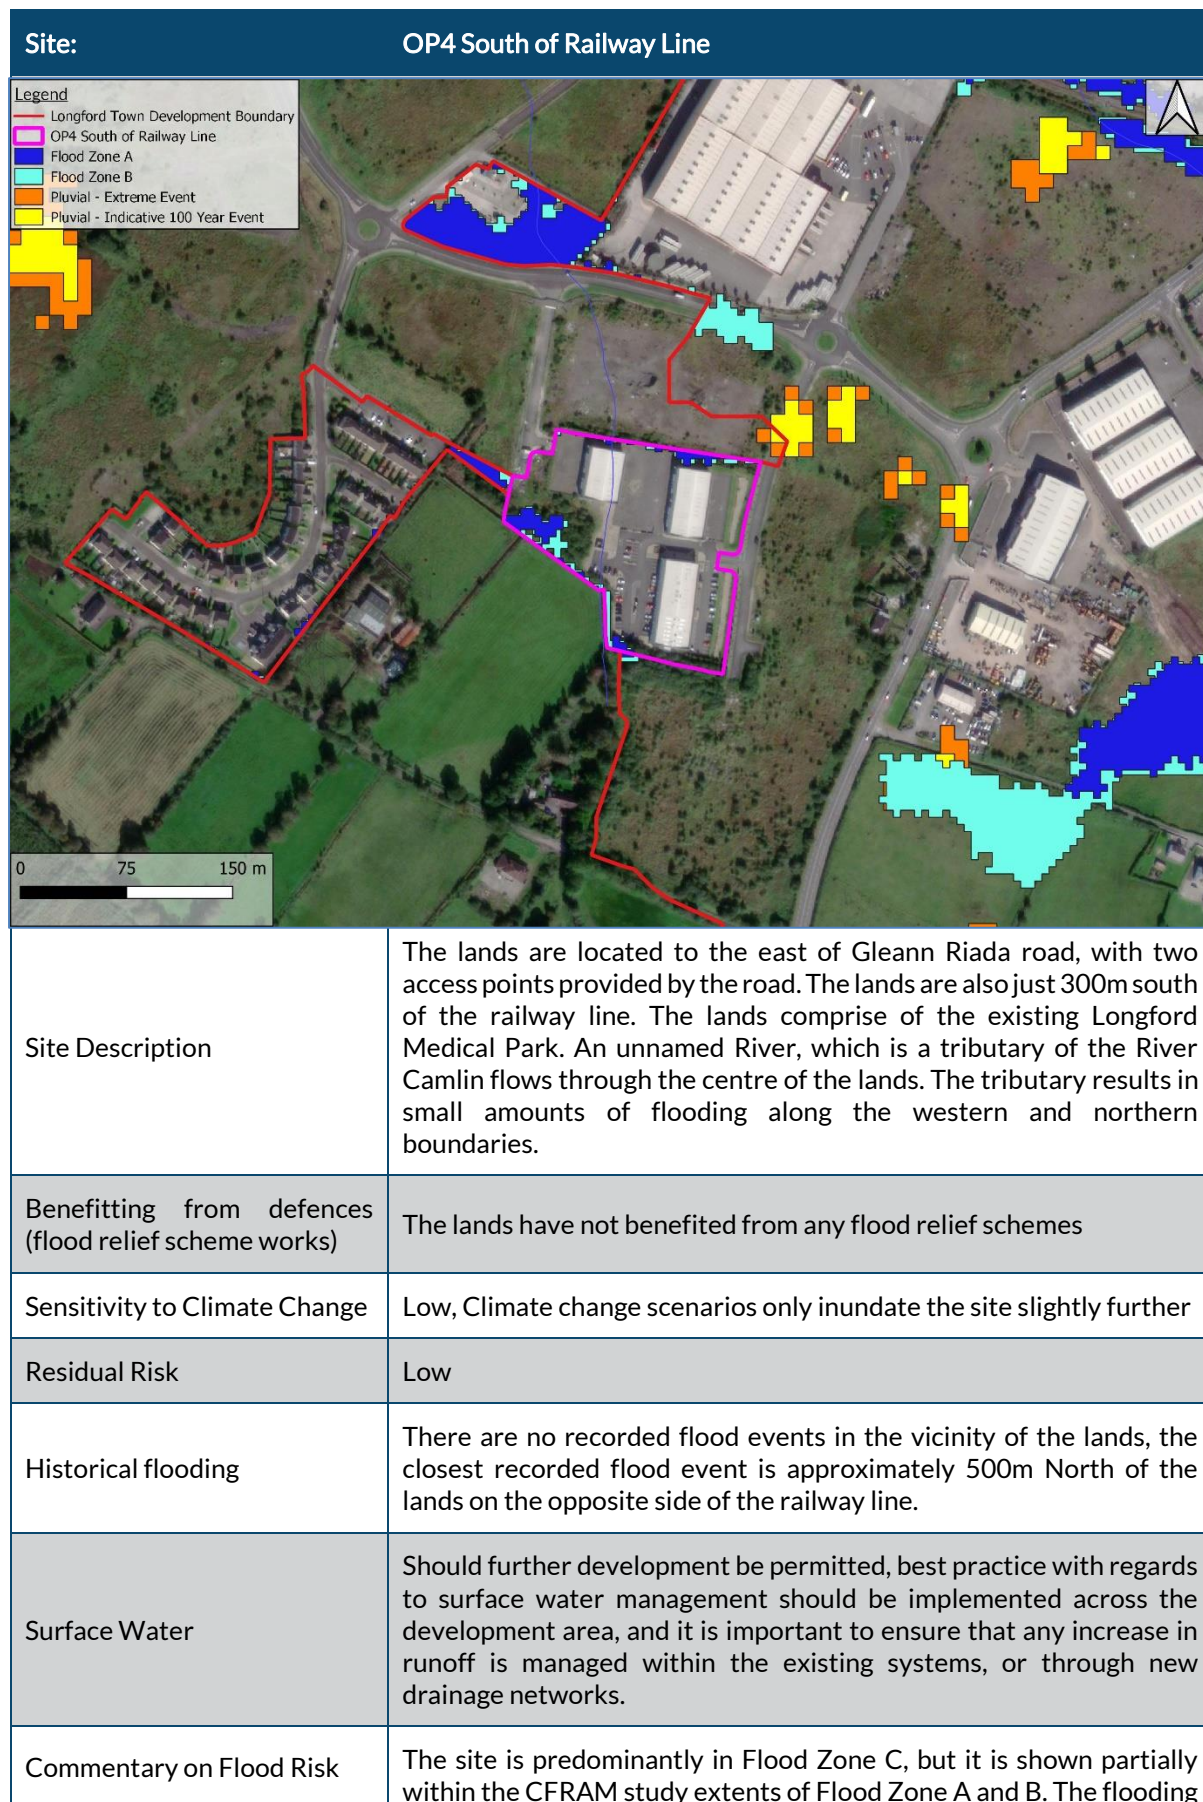 Site: OP4 South of Railway Line
Legend
Longford Town Development Boundary
OP4 South of Railway Line
Flood Zone A
Flood Zone B
Pluvial - Extreme Event
Pluvial - Indicative 100 Year Event
0 75 150 m
Site Description
The lands are located to the east of Gleann Riada road, with two
access points provided by the road. The lands are also just 300m south
of the railway line. The lands comprise of the existing Longford
Medical Park. An unnamed River, which is a tributary of the River
Camlin flows through the centre of the lands. The tributary results in
small amounts of flooding along the western and northern
boundaries.
Benefitting from defences
(flood relief scheme works)
The lands have not benefited from any flood relief schemes
Sensitivity to Climate Change
Low, Climate change scenarios only inundate the site slightly further
Residual Risk
Low
Historical flooding
There are no recorded flood events in the vicinity of the lands, the
closest recorded flood event is approximately 500m North of the
lands on the opposite side of the railway line.
Surface Water
Should further development be permitted, best practice with regards
to surface water management should be implemented across the
development area, and it is important to ensure that any increase in
runoff is managed within the existing systems, or through new
drainage networks.
Commentary on Flood Risk
The site is predominantly in Flood Zone C, but it is shown partially
within the CFRAM study extents of Flood Zone A and B. The flooding